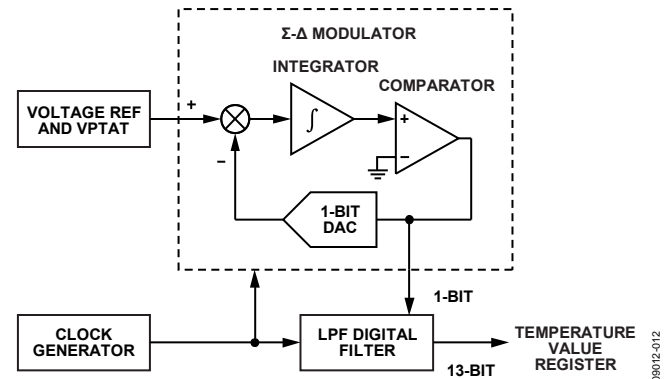 Σ-Δ MODULATOR
INTEGRATOR
COMPARATOR
VOLTAGE REF
AND VPTAT
+
−
∫
+
−
1-BIT
DAC
1-BIT
CLOCK
GENERATOR
LPF DIGITAL
FILTER
13-BIT
TEMPERATURE
VALUE
REGISTER
09012-012